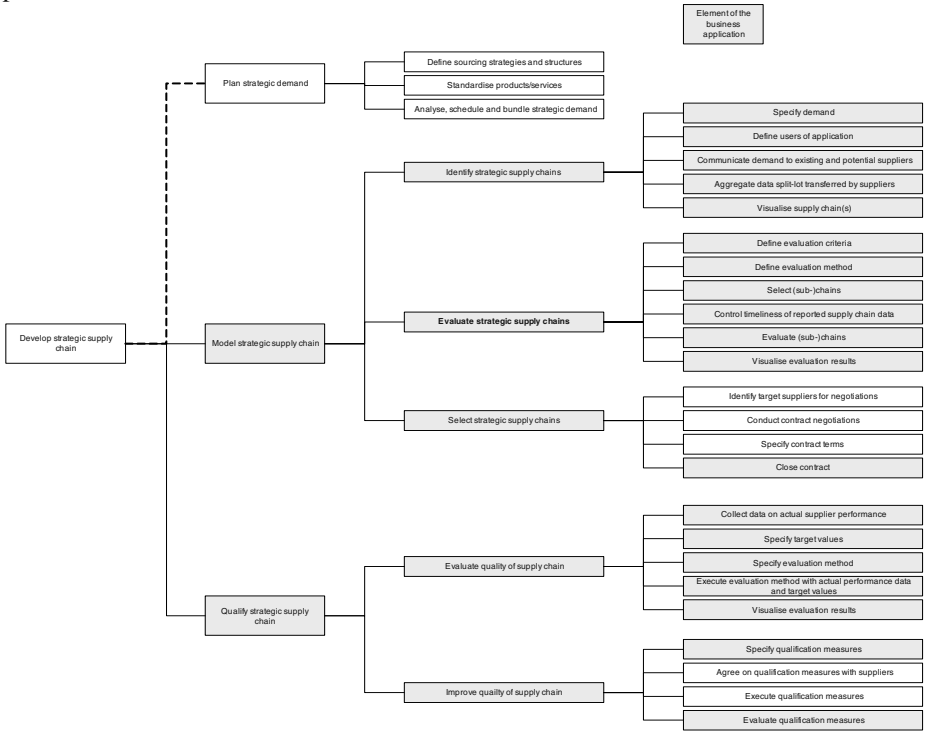 Element of the
business
application
Define sourcing strategies and structures
Plan strategic demand
Standardise products/services
Analyse, schedule and bundle strategic demand
Specify demand
Define users of application
Identify strategic supply chains
Communicate demand to existing and potential suppliers
Aggregate data split-lot transferred by suppliers
Visualise supply chain(s)
Define evaluation criteria
Define evaluation method
Select (sub-)chains
Evaluate strategic supply chains
Control timeliness of reported supply chain data
Develop strategic supply
chain
Model strategic supply chain
Evaluate (sub-)chains
Visualise evaluation results
Identify target suppliers for negotiations
Select strategic supply chains
Conduct contract negotiations
Specify contract terms
Close contract
Collect data on actual supplier performance
Specify target values
Evaluate quality of supply chain
Specify evaluation method
Execute evaluation method with actual performance data
and target values
Qualify strategic supply
chain
Visualise evaluation results
Specify qualification measures
Agree on qualification measures with suppliers
Improve quailty of supply chain
Execute qualification measures
Evaluate qualification measures